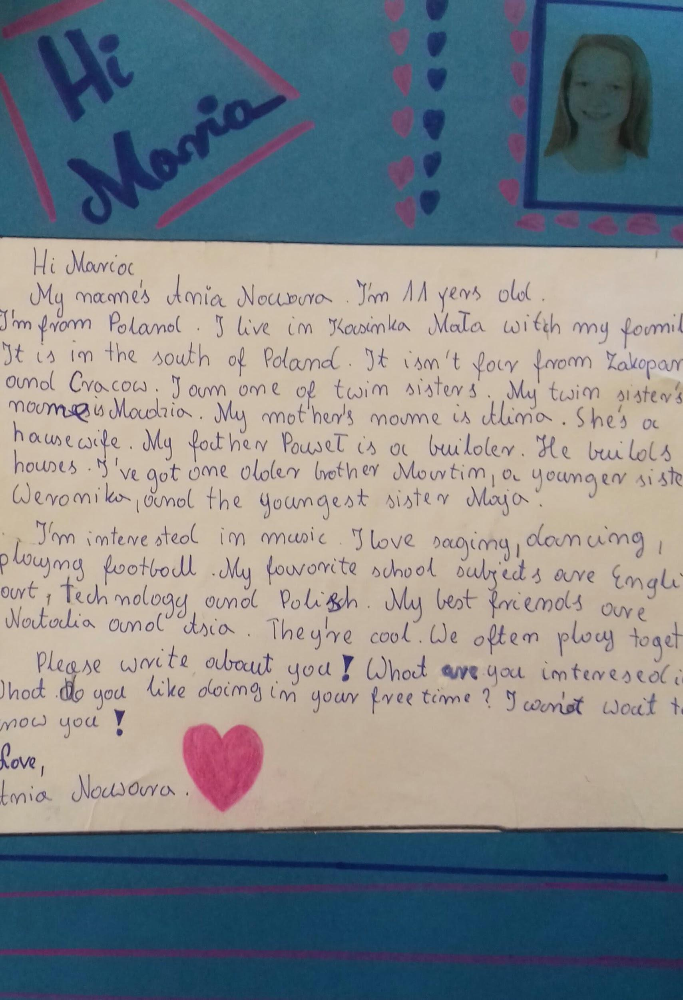 Hi
Maria
Hi Maria,
My name's Ania Nawara. I'm 11 yers old.
I'm from Poland. I live in Kasinka Mała witch my famil
It is in the south of Poland. It isn't far from Zakopan
and Cracow. I am one of twin sisters. My twin sister's
name is Madzia. My mother's name is Alina. She's a
hausewife. My father Paweł is a builder. He builds
houses. I've got one older brother Martin, a younger siste
Weronika, and the youngest sister Maja.
I'm interested in music. I love saging, dancing,
playing football. My favorite school subjects are Engli
art, technology and Polish. My best friends are
Natalia and Asia. They're cool. We often play toget
Please write about you! What are you interesed i
What do you like doing in your free time? I can't wait to
now you!
Love,
Ania Nawara.